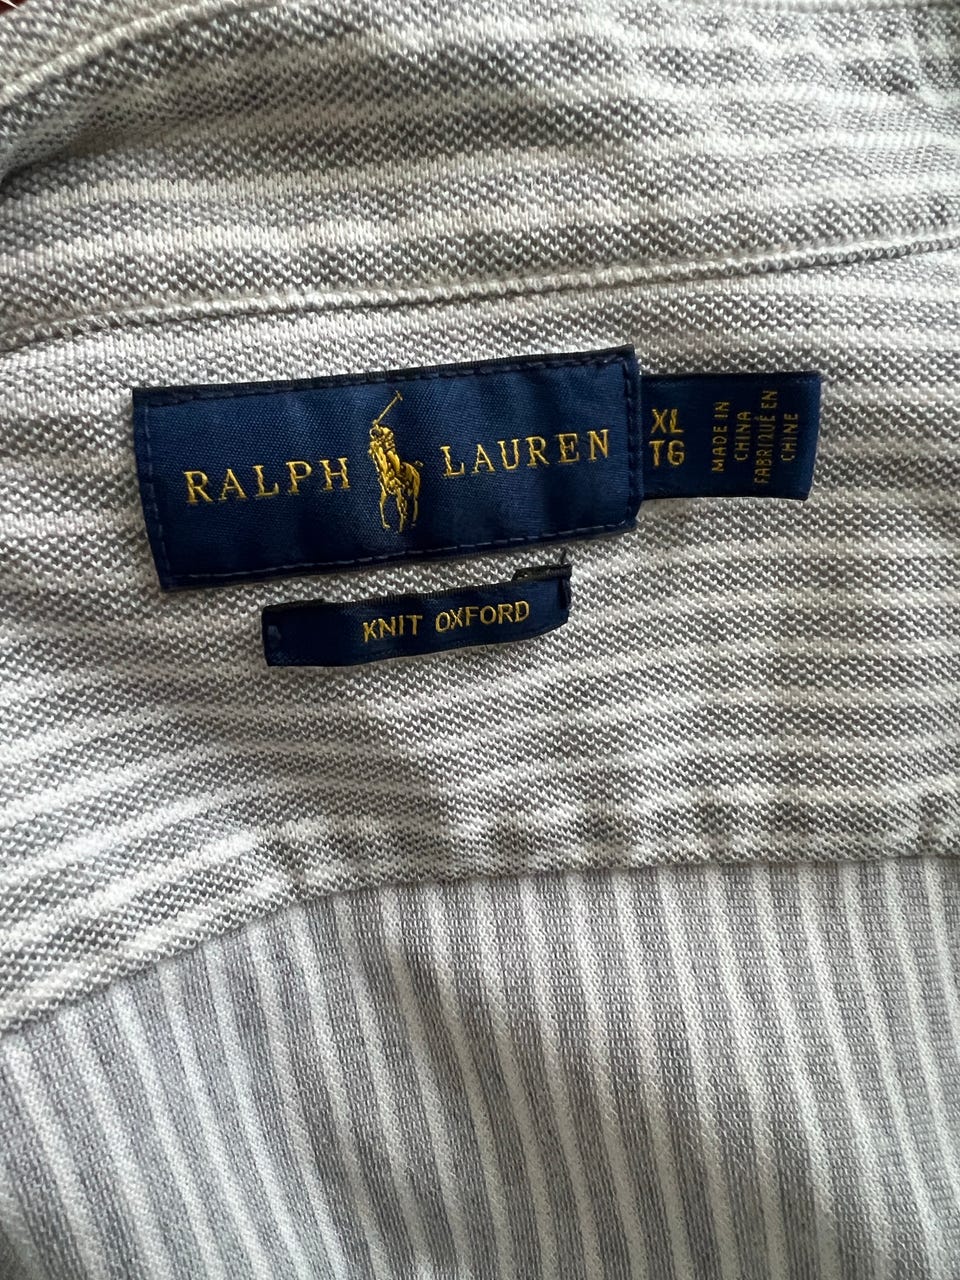 RALPH LAUREN
XL
TG
MADE IN
CHINA
FABRIQUÉ EN
CHINE
KNIT OXFORD